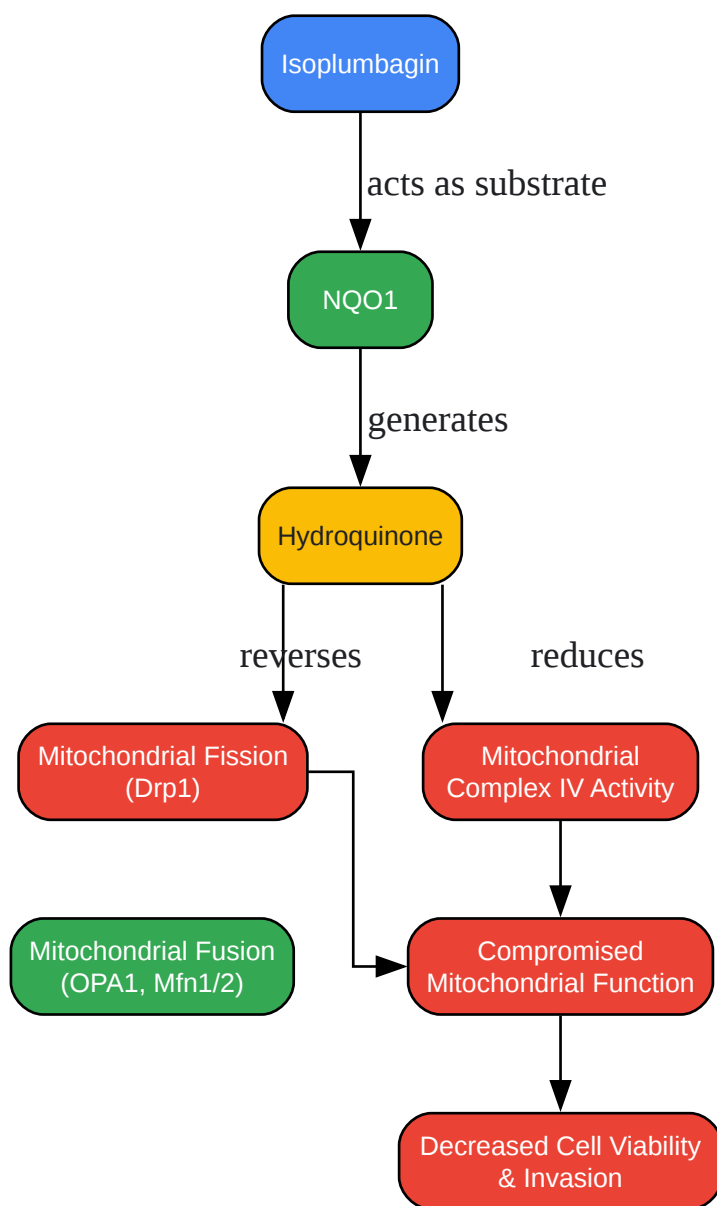 Isoplumbagin
acts as substrate
NQO1
generates
Hydroquinone
reverses
reduces
Mitochondrial Fission
(Drp1)
Mitochondrial
Complex IV Activity
Mitochondrial Fusion
(OPA1, Mfn1/2)
Compromised
Mitochondrial Function
Decreased Cell Viability
& Invasion